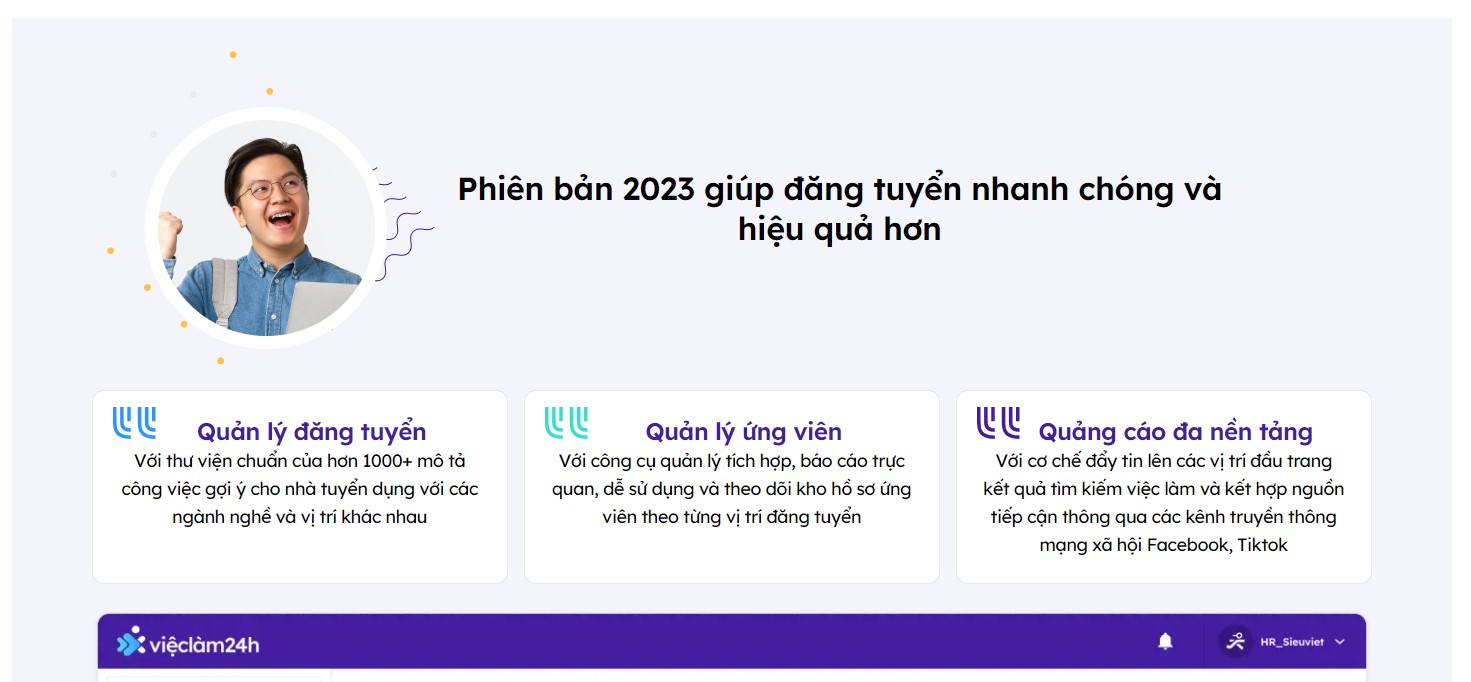 Phiên bản 2023 giúp đăng tuyển nhanh chóng và
hiệu quả hơn
Quản lý đăng tuyển
Với thư viện chuẩn của hơn 1000+ mô tả
công việc gợi ý cho nhà tuyển dụng với các
ngành nghề và vị trí khác nhau
Quản lý ứng viên
Với công cụ quản lý tích hợp, báo cáo trực
quan, dễ sử dụng và theo dõi kho hồ sơ ứng
viên theo từng vị trí đăng tuyển
Quảng cáo đa nền tảng
Với cơ chế đẩy tin lên các vị trí đầu trang
kết quả tìm kiếm việc làm và kết hợp nguồn
tiếp cận thông qua các kênh truyền thông
mạng xã hội Facebook, Tiktok
việclàm24h
HR_Sieuviet